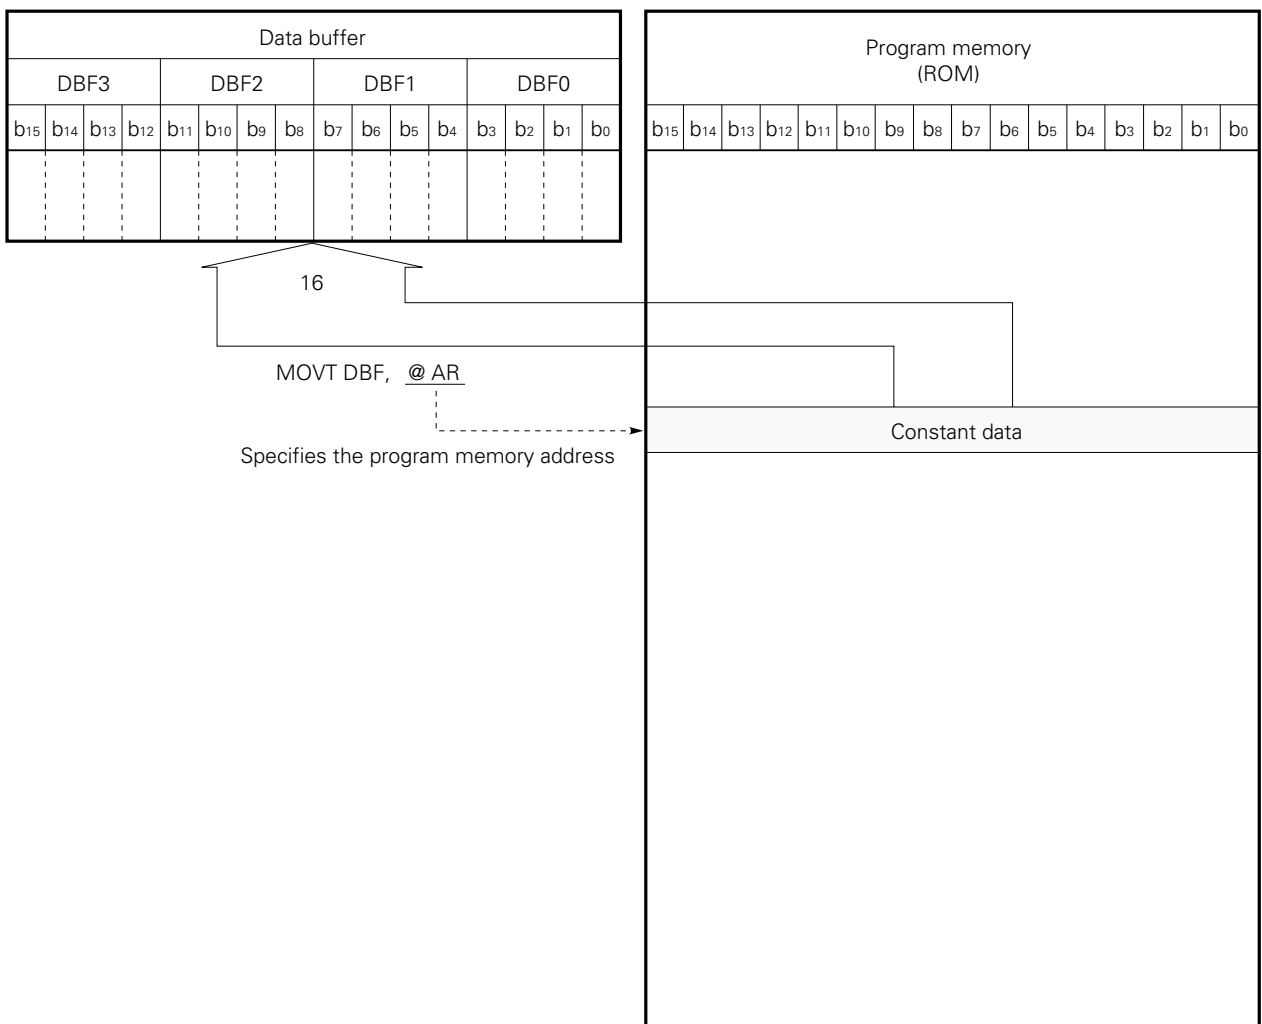 Data buffer
DBF3 DBF2 DBF1 DBF0
b15 b14 b13 b12 b11 b10 b9 b8 b7 b6 b5 b4 b3 b2 b1 b0
16
MOVT DBF, @ AR
Specifies the program memory address
Program memory
(ROM)
b15 b14 b13 b12 b11 b10 b9 b8 b7 b6 b5 b4 b3 b2 b1 b0
Constant data